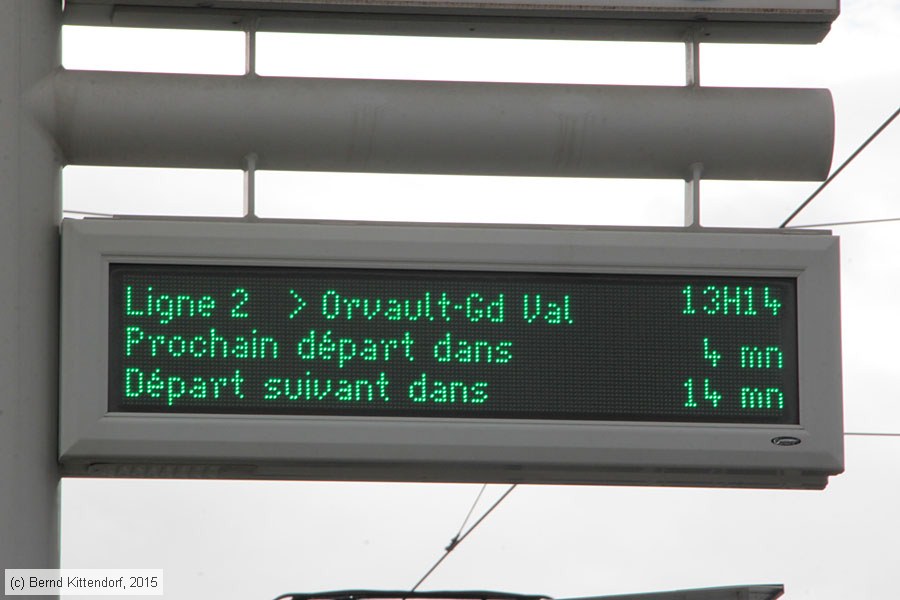 Ligne 2 > Orvault-Gd Val 13H14
Prochain départ dans 4 mn
Départ suivant dans 14 mn
(c) Bernd Kittendorf, 2015